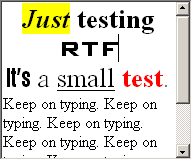 Just testing
RTF
It's a small test.
Keep on typing. Keep on
typing. Keep on typing.
Keep on typing. Keep on